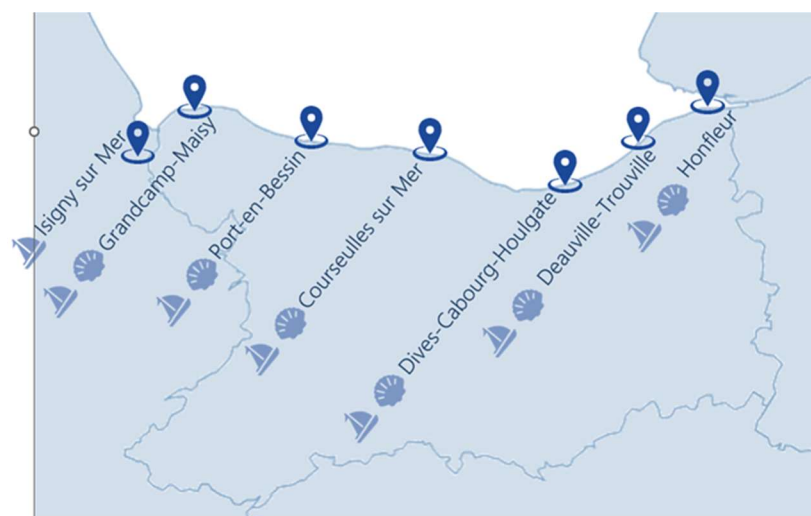 Isigny sur Mer
Grandcamp-Maisy
Port-en-Bessin
Courseulles sur Mer
Dives-Cabourg-Houlgate
Deauville-Trouville
Honfleur